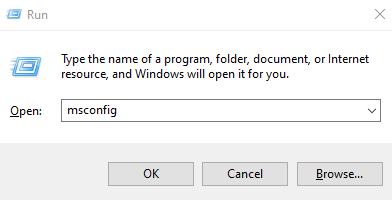 Run
Type the name of a program, folder, document, or Internet
resource, and Windows will open it for you.
Open: msconfig
OK Cancel Browse...